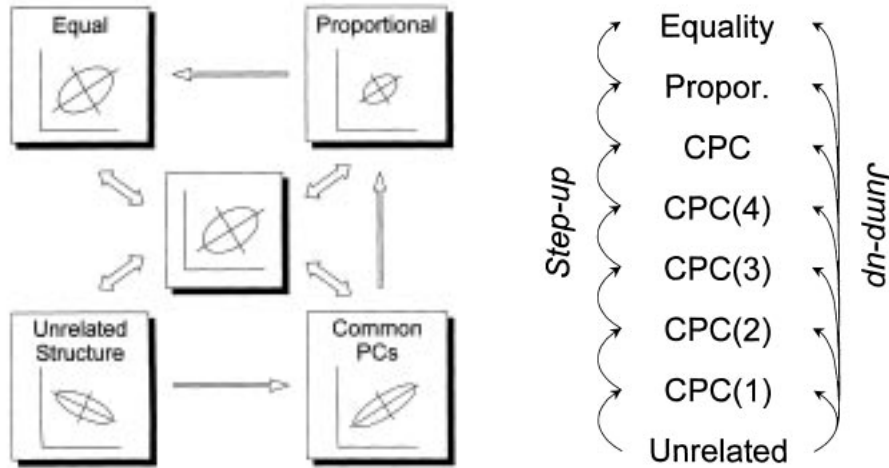 Equal
Proportional
Unrelated
Structure
Common
PCs
Step-up
Equality
Propor.
CPC
CPC(4)
CPC(3)
CPC(2)
CPC(1)
Unrelated
Jump-up